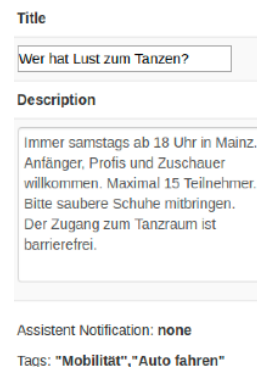 Title
Wer hat Lust zum Tanzen?
Description
Immer samstags ab 18 Uhr in Mainz.
Anfänger, Profis und Zuschauer
willkommen. Maximal 15 Teilnehmer.
Bitte saubere Schuhe mitbringen.
Der Zugang zum Tanzraum ist
barrierefrei.
Assistent Notification: none
Tags: "Mobilität","Auto fahren"